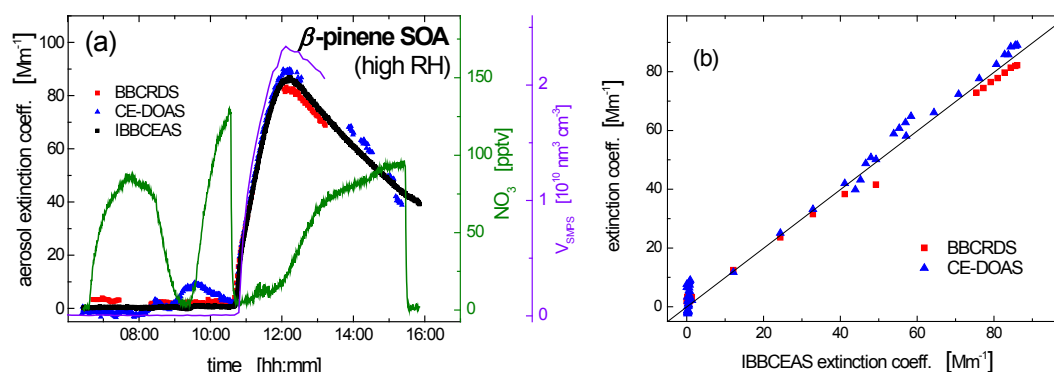 (a)
β-pinene SOA
(high RH)
BBCRDS
CE-DOAS
IBBCEAS
aerosol extinction coeff. [Mm⁻¹]
100
80
60
40
20
0
08:00 10:00 12:00 14:00 16:00
time [hh:mm]
NO₃ [pptv]
150
100
50
0
V_SMPS [10¹⁰ nm³ cm⁻³]
2
1
0
(b)
extinction coeff. [Mm⁻¹]
80
60
40
20
0
BBCRDS
CE-DOAS
0 20 40 60 80
IBBCEAS extinction coeff. [Mm⁻¹]